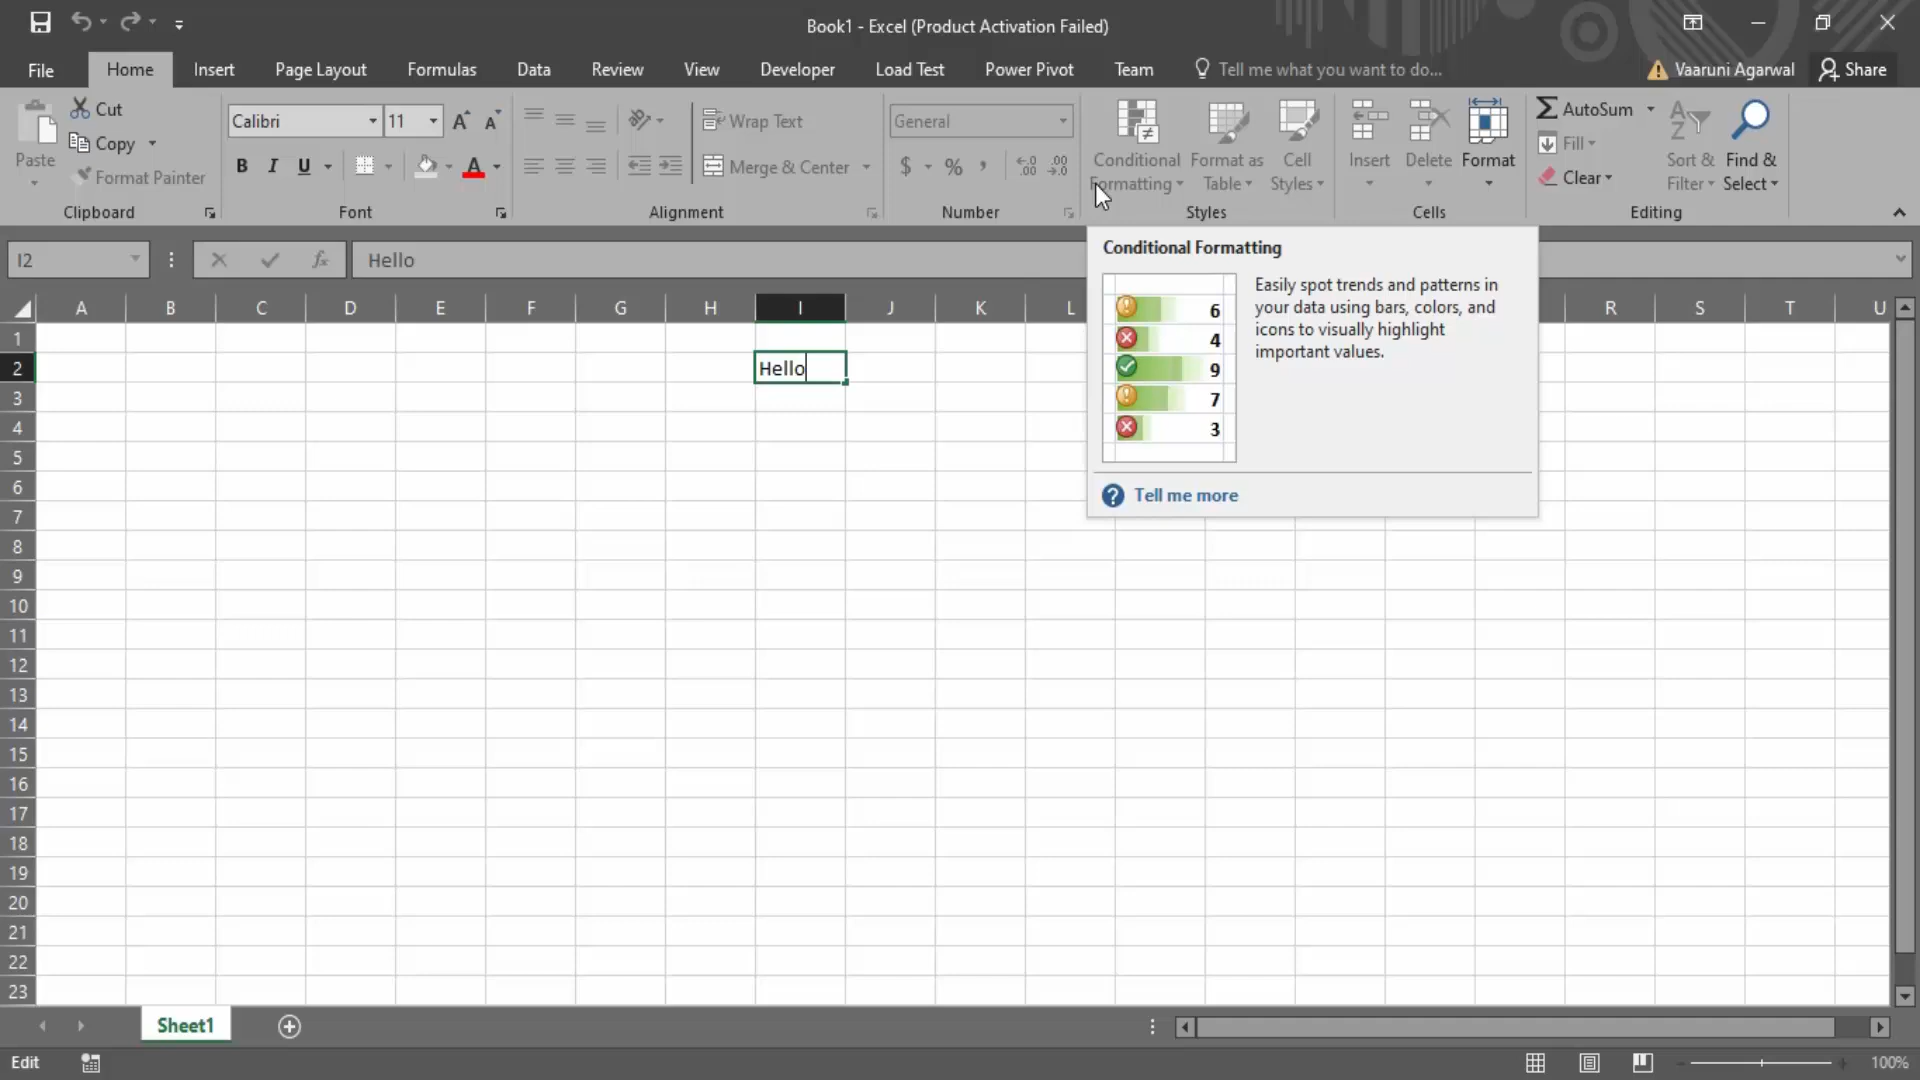 Book1 - Excel (Product Activation Failed)
File Home Insert Page Layout Formulas Data Review View Developer Load Test Power Pivot Team Tell me what you want to do... Vaaruni Agarwal Share
Paste
Cut
Copy
Format Painter
Clipboard
Calibri 11
B I U A
Font
Wrap Text
Merge & Center
Alignment
General
$ % ,
Number
Conditional Formatting
Format as Table
Cell Styles
Styles
Insert Delete Format
Cells
AutoSum
Fill
Clear
Sort & Filter
Find & Select
Editing
I2 fx Hello
A B C D E F G H I J K L R S T U
1
2 Hello
3
4
5
6
7
8
9
10
11
12
13
14
15
16
17
18
19
20
21
22
23
Conditional Formatting
6
4
9
7
3
Easily spot trends and patterns in
your data using bars, colors, and
icons to visually highlight
important values.
Tell me more
Sheet1
Edit 100%